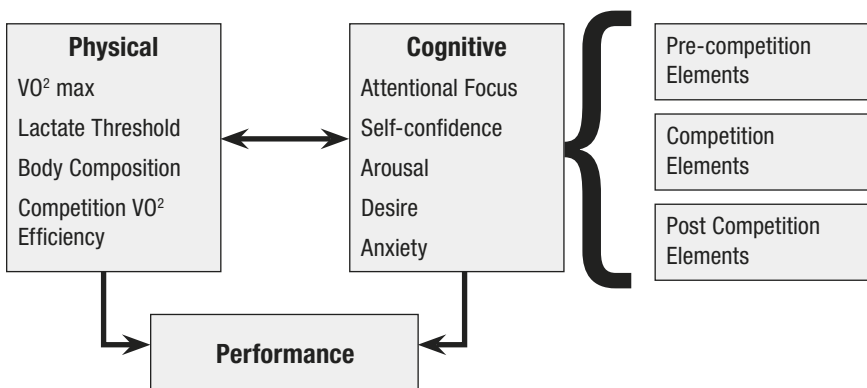 Physical
VO² max
Lactate Threshold
Body Composition
Competition VO²
Efficiency
Cognitive
Attentional Focus
Self-confidence
Arousal
Desire
Anxiety
Pre-competition
Elements
Competition
Elements
Post Competition
Elements
Performance